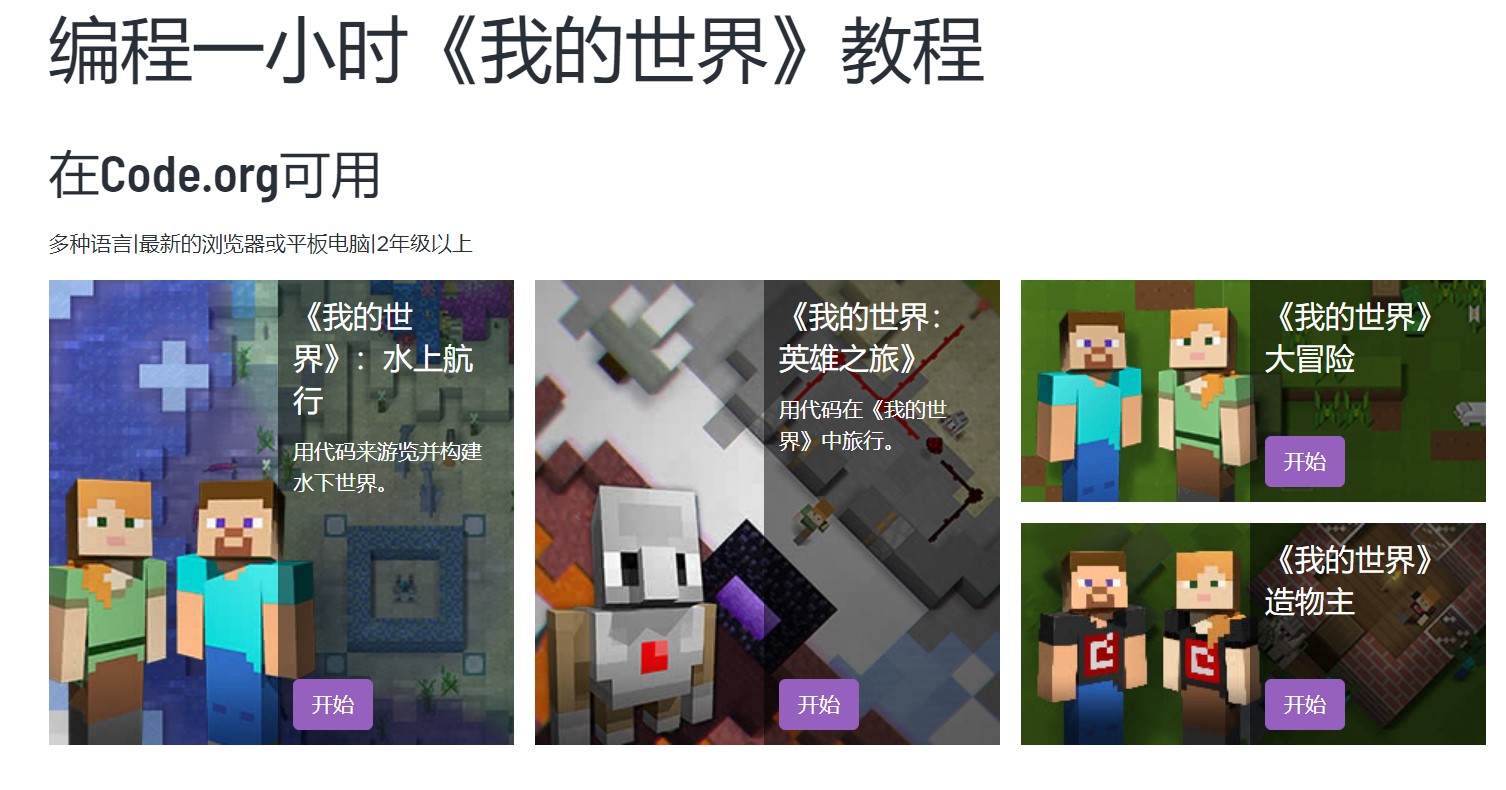 编程一小时《我的世界》教程
在Code.org可用
多种语言|最新的浏览器或平板电脑|2年级以上
《我的世
界》：水上航
行
用代码来游览并构建
水下世界。
开始
《我的世界：
英雄之旅》
用代码在《我的世
界》中旅行。
开始
《我的世界》
大冒险
开始
《我的世界》
造物主
开始